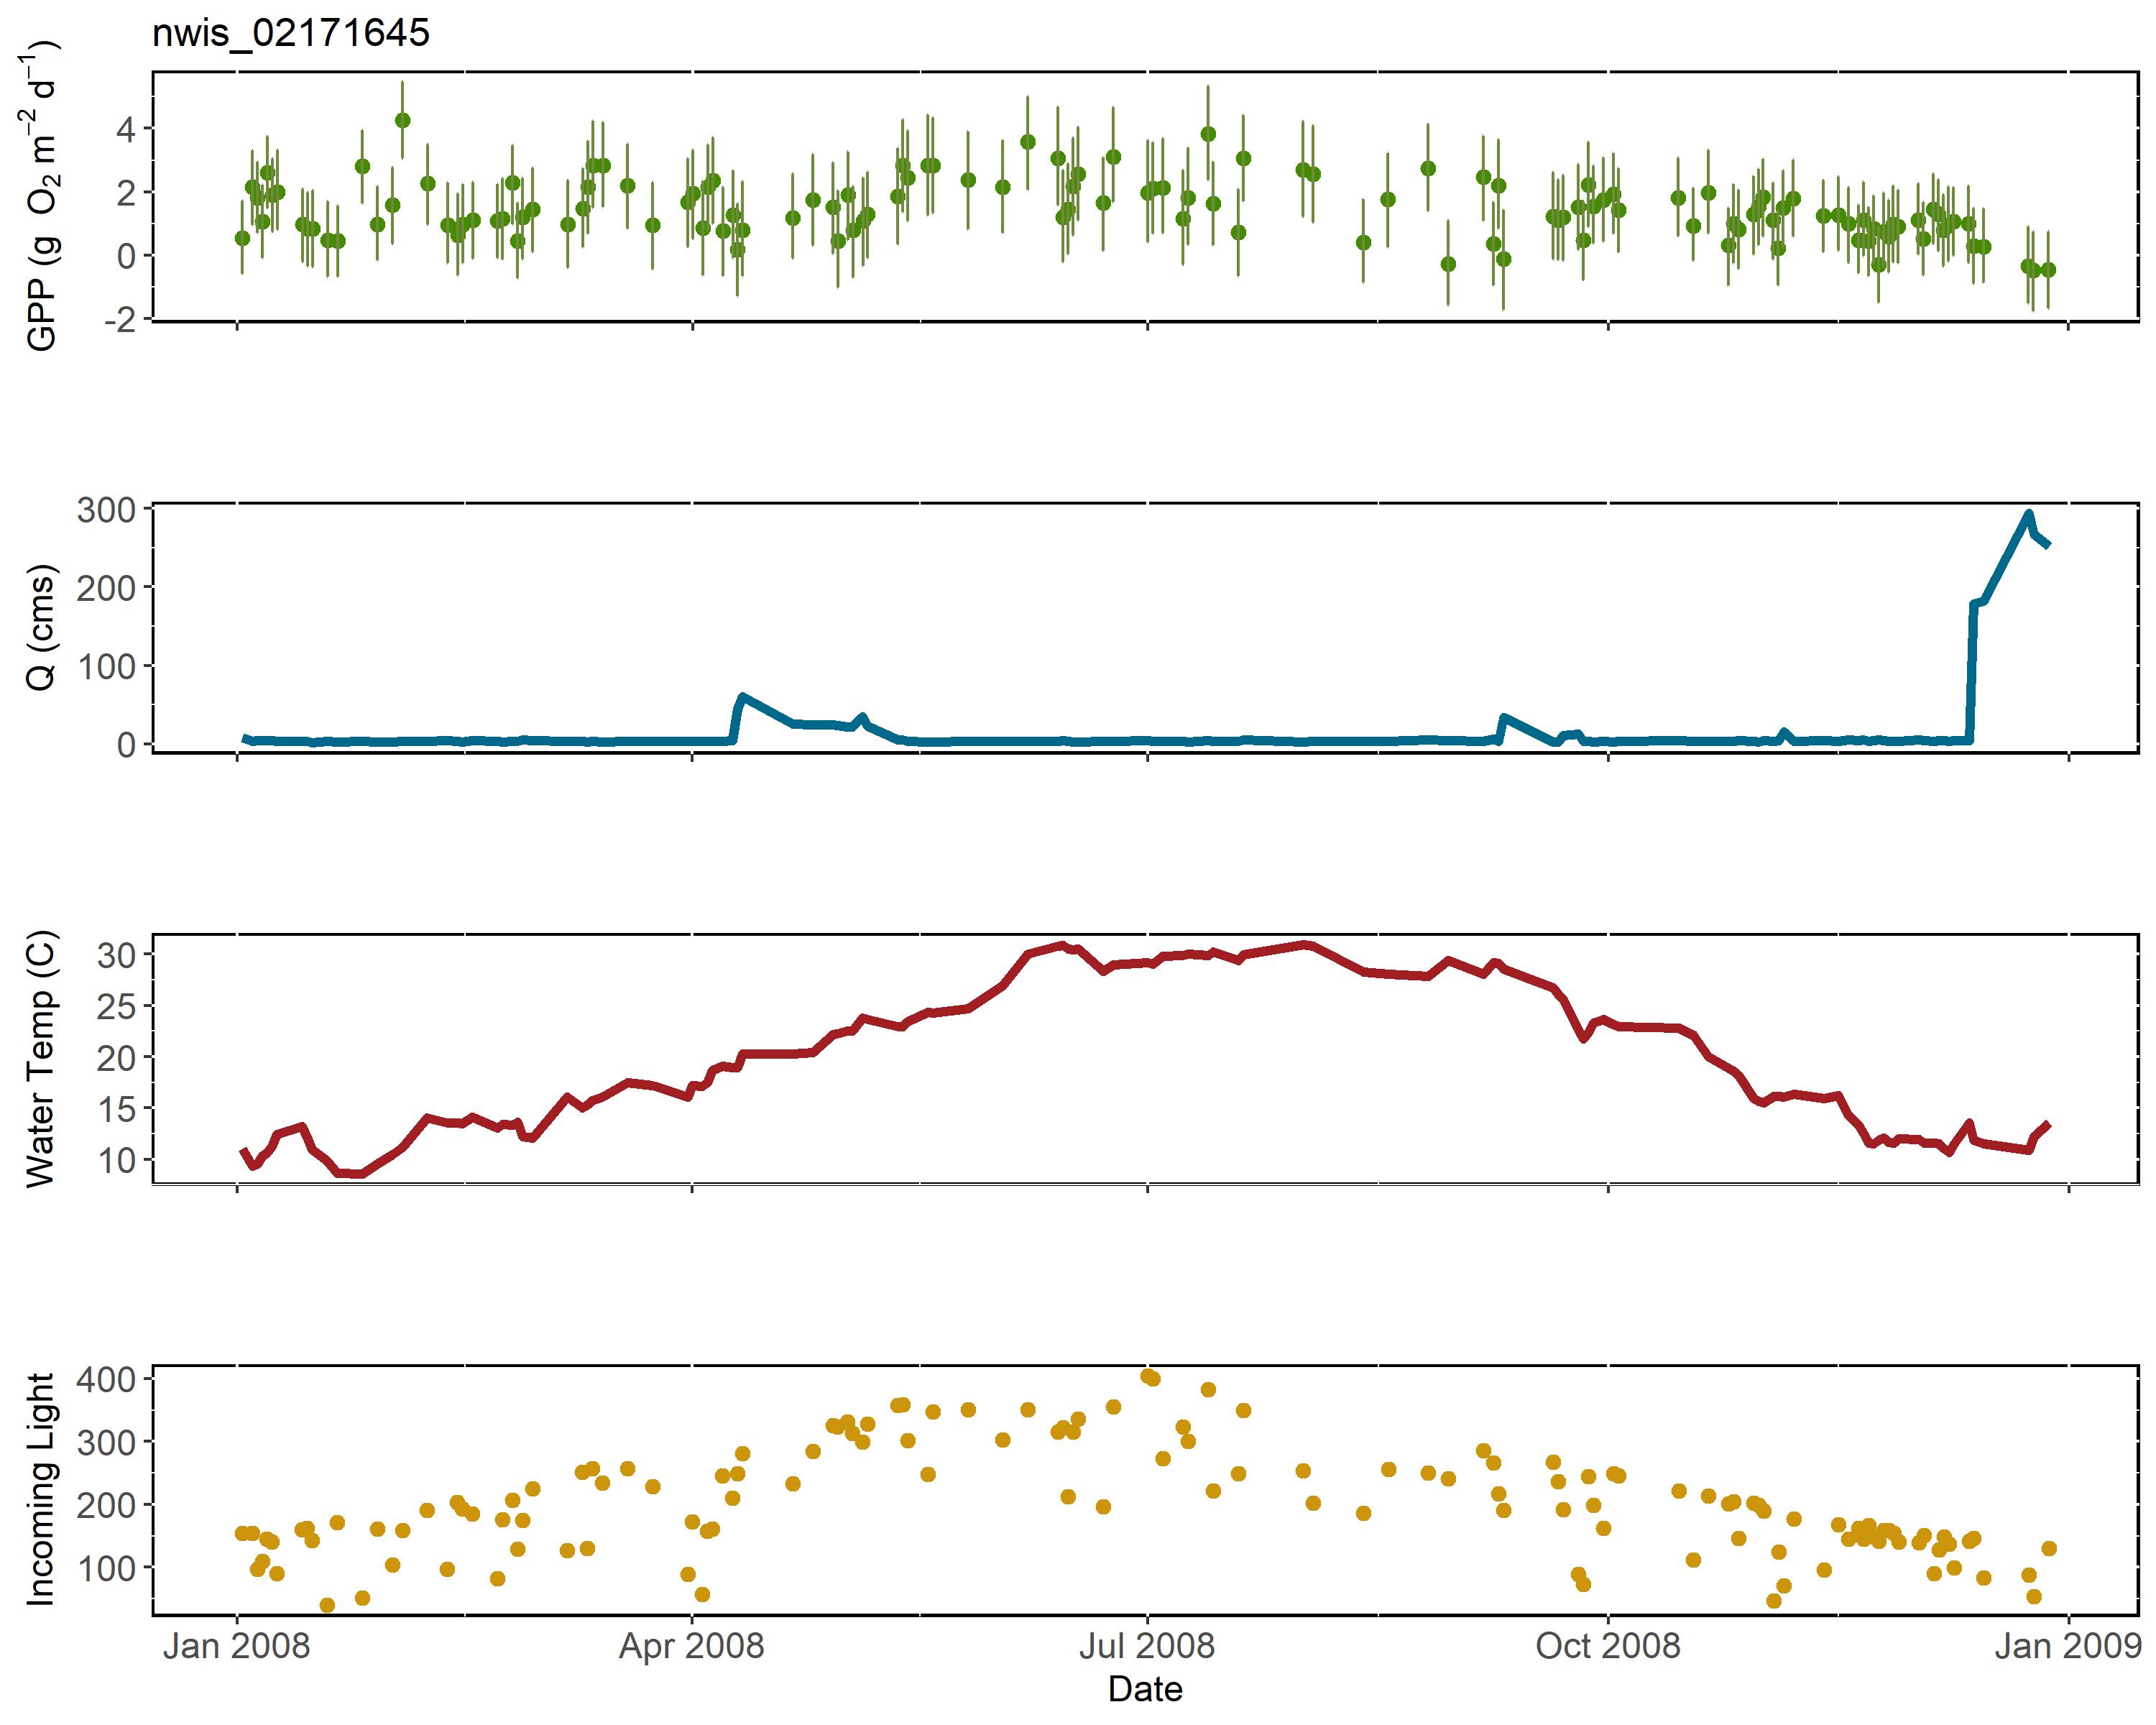 nwis_02171645
GPP (g O₂ m⁻² d⁻¹)
4
2
0
-2
Q (cms)
300
200
100
0
Water Temp (C)
30
25
20
15
10
Incoming Light
400
300
200
100
Jan 2008 Apr 2008 Jul 2008 Oct 2008 Jan 2009
Date